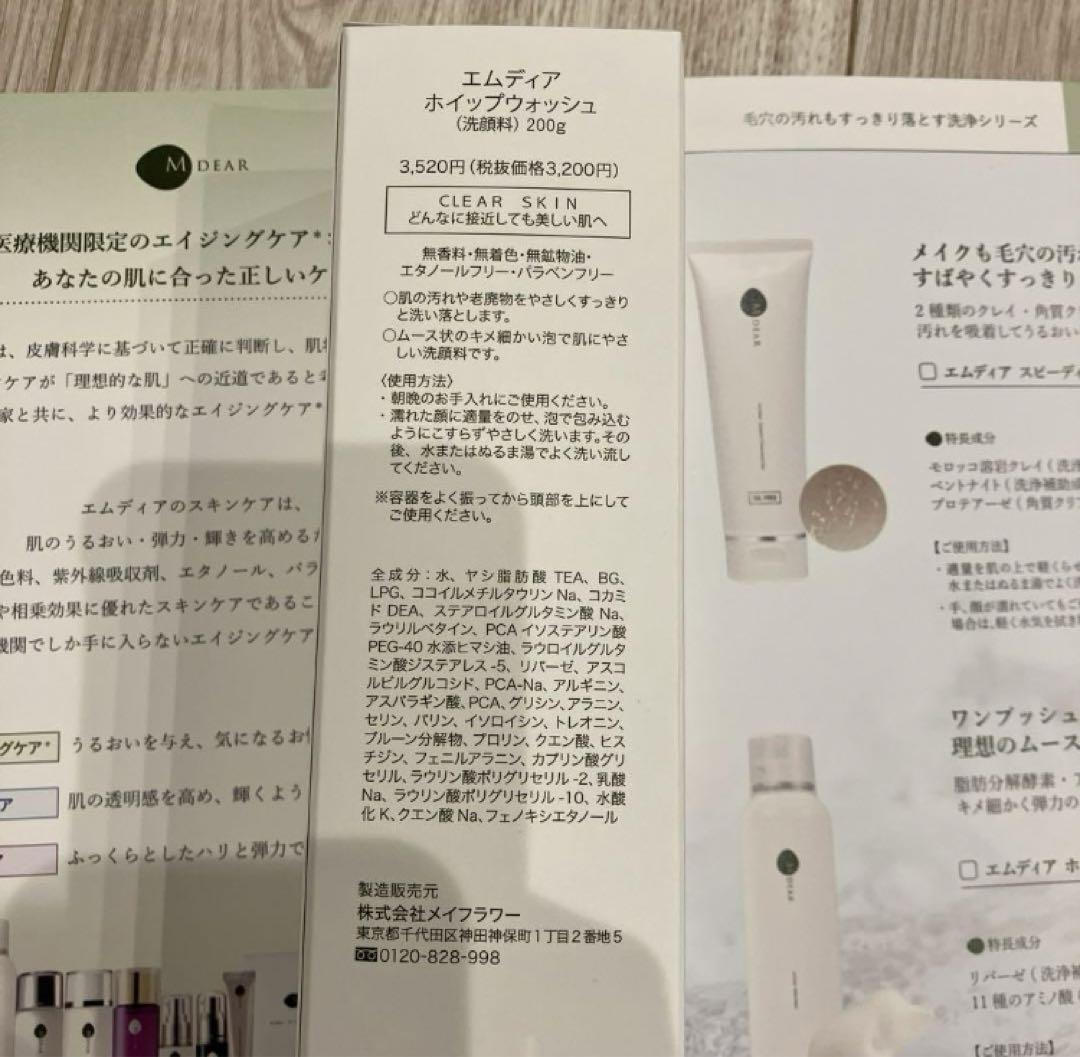 エムディア
ホイップウォッシュ
(洗顔料) 200g
3,520円(税抜価格3,200円)
CLEAR SKIN
どんなに接近しても美しい肌へ
無香料・無着色・無鉱物油・
エタノールフリー・パラベンフリー
○肌の汚れや老廃物をやさしくすっきり
と洗い落とします。
○ムース状のキメ細かい泡で肌にやさ
しい洗顔料です。
〈使用方法〉
・朝晩のお手入れにご使用ください。
・濡れた顔に適量をのせ、泡で包み込む
ようにこすらずやさしく洗います。その
後、水またはぬるま湯でよく洗い流し
てください。
※容器をよく振ってから頭部を上にして
ご使用ください。
全成分:水、ヤシ脂肪酸 TEA、BG、
LPG、ココイルメチルタウリン Na、コカミ
ド DEA、ステアロイルグルタミン酸 Na、
ラウリルベタイン、PCA イソステアリン酸
PEG-40 水添ヒマシ油、ラウロイルグルタ
ミン酸ジステアレス-5、リパーゼ、アスコ
ルビルグルコシド、PCA-Na、アルギニン、
アスパラギン酸、PCA、グリシン、アラニン、
セリン、バリン、イソロイシン、トレオニン、
プルーン分解物、プロリン、クエン酸、ヒス
チジン、フェニルアラニン、カプリン酸グリ
セリル、ラウリン酸ポリグリセリル-2、乳酸
Na、ラウリン酸ポリグリセリル-10、水酸
化 K、クエン酸 Na、フェノキシエタノール
製造販売元
株式会社メイフラワー
東京都千代田区神田神保町1丁目2番地5
0120-828-998
M DEAR
医療機関限定のエイジングケア*
あなたの肌に合った正しいケ
は、皮膚科学に基づいて正確に判断し、肌
ケアが「理想的な肌」への近道であると
家と共に、より効果的なエイジングケア*
エムディアのスキンケアは、
肌のうるおい・弾力・輝きを高める
色料、紫外線吸収剤、エタノール、パラ
や相乗効果に優れたスキンケアであるこ
機関でしか手に入らないエイジングケア
グケア*
うるおいを与え、気になるお
ア
肌の透明感を高め、輝くよう
ふっくらとしたハリと弾力で
毛穴の汚れもすっきり落とす洗浄シリーズ
メイクも毛穴の汚
すばやくすっきり
2種類のクレイ・角質ク
汚れを吸着してうるおい
エムディア スピーディ
M DEAR
特長成分
モロッコ溶岩クレイ(洗浄
ベントナイト(洗浄補助成
プロテアーゼ(角質クリ
【ご使用方法】
・適量を肌の上で軽くらせ
水またはぬるま湯でよく洗
・手、顔が濡れていてもご
場合は、軽く水気を拭き
ワンプッシュ
理想のムース
脂肪分解酵素・ア
キメ細かく弾力の
エムディア ホ
M DEAR
特長成分
リパーゼ(洗浄補
11種のアミノ酸(
【ご使用方法】